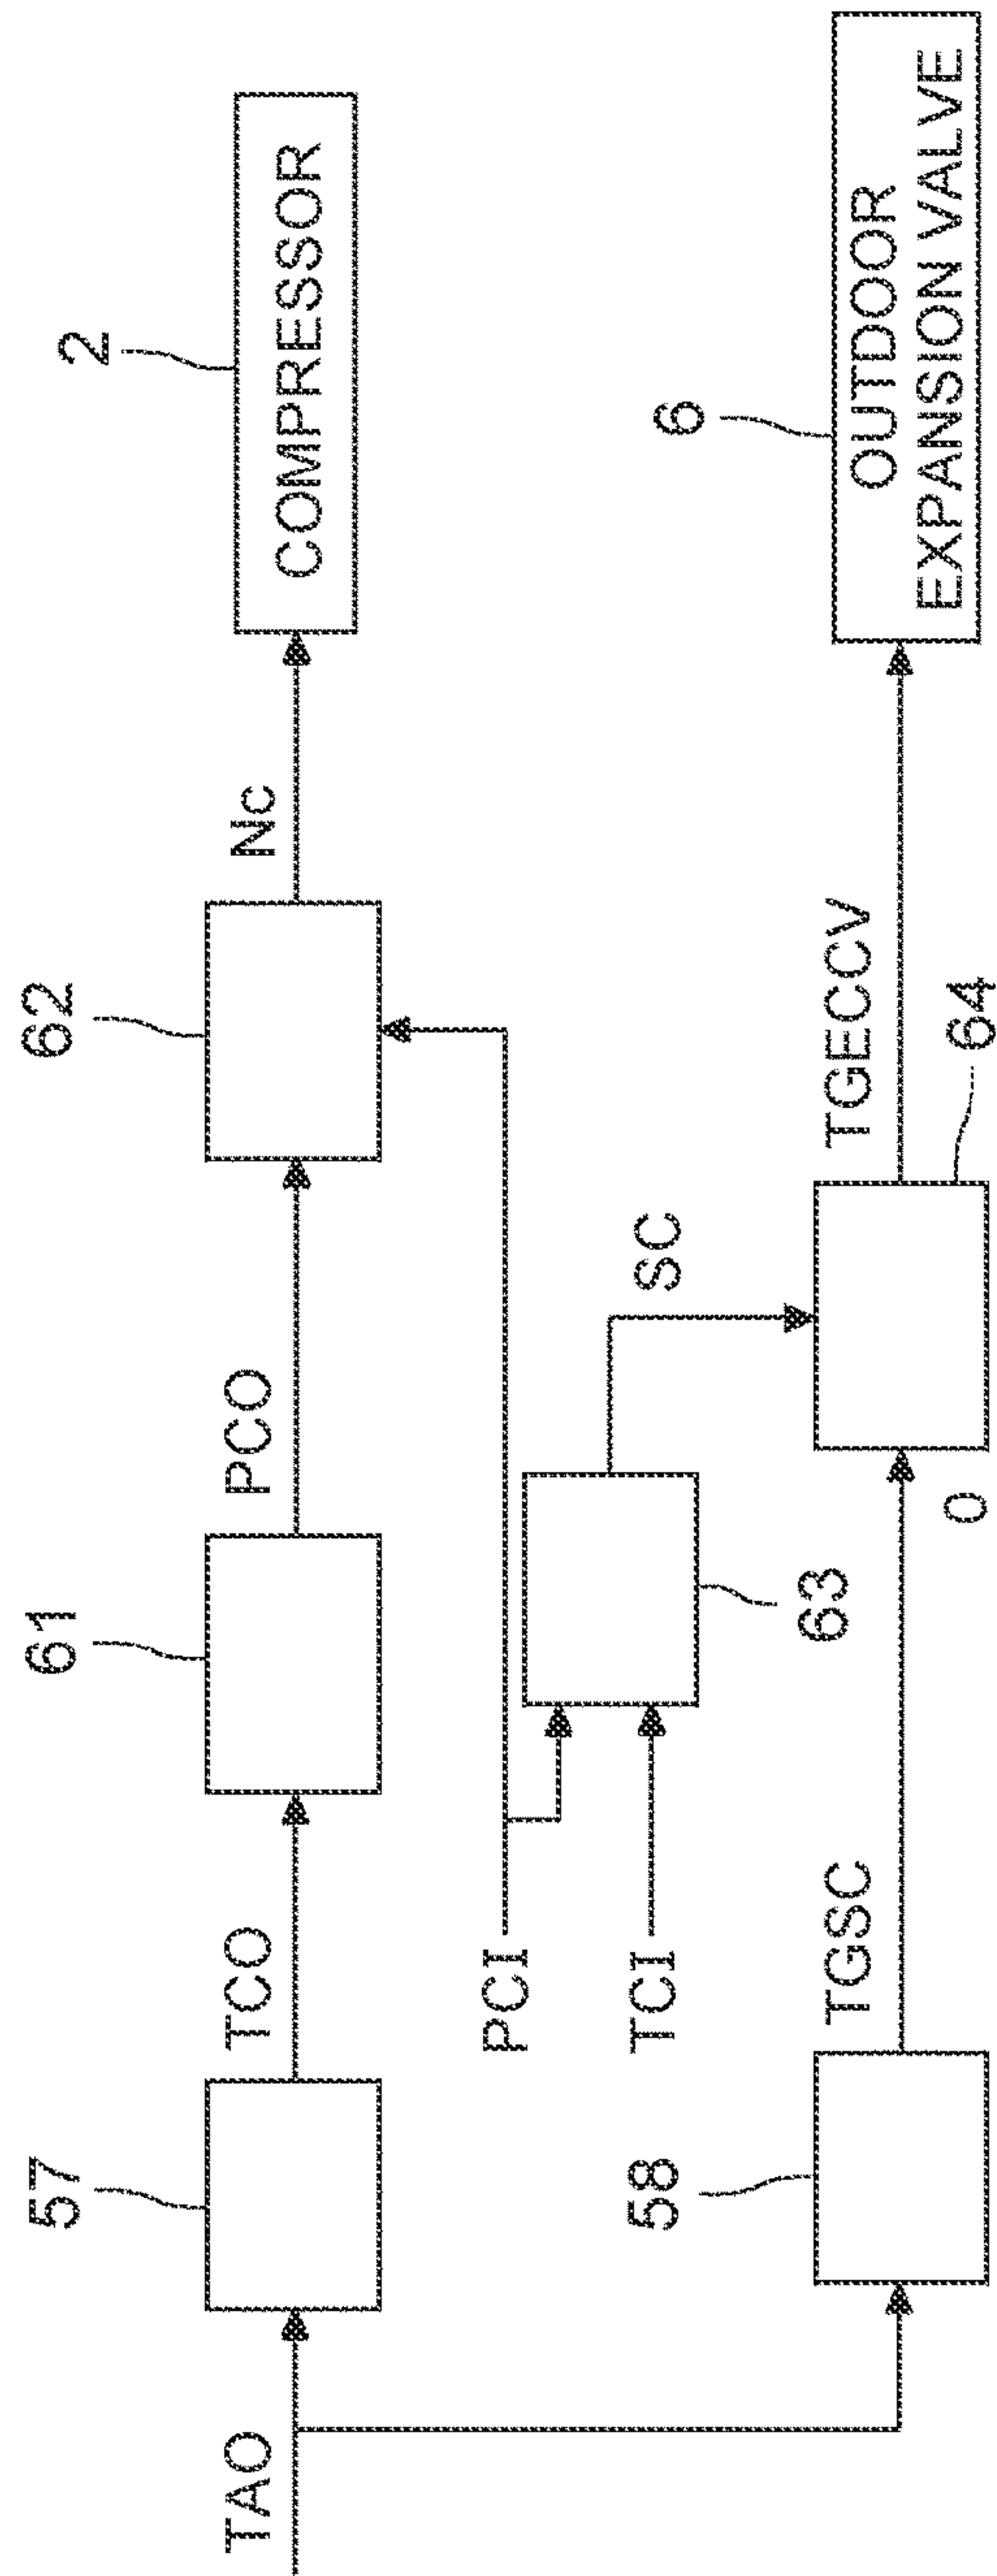 2
COMPRESSOR
Nc
62
PCO
61
TCO
57
TAO
6
OUTDOOR
EXPANSION VALVE
TGECCV
64
SC
63
0
PCI
TCI
TGSC
58